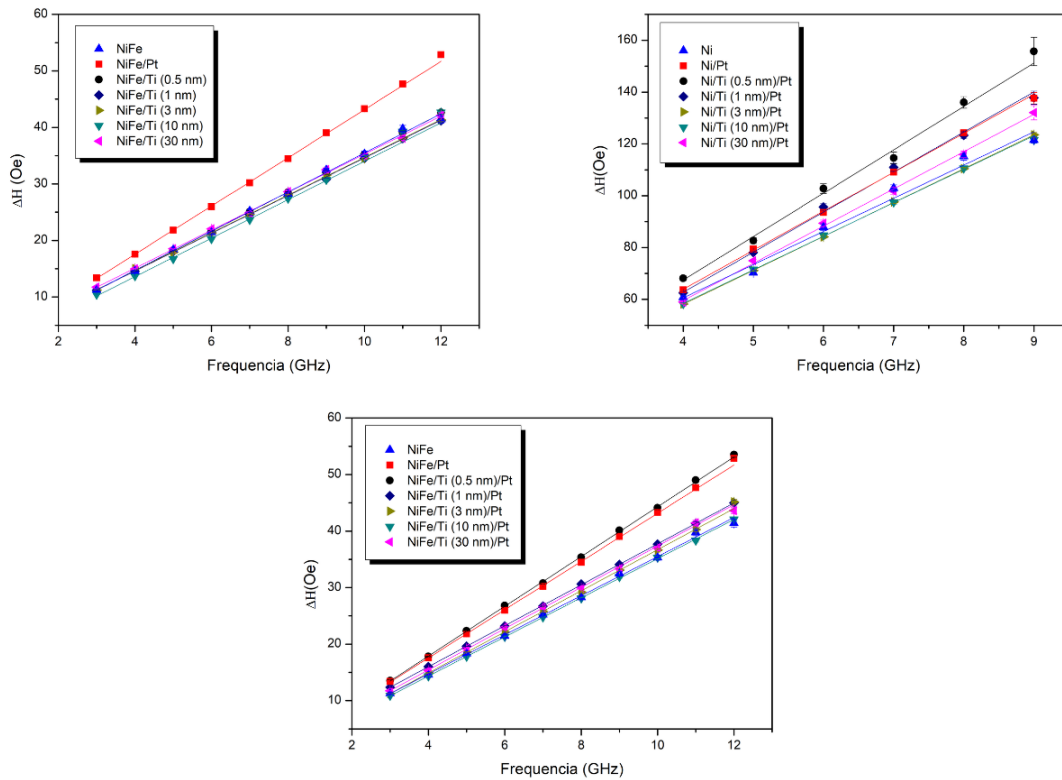 60
50
40
30
20
10
ΔH (Oe)
NiFe
NiFe/Pt
NiFe/Ti (0.5 nm)
NiFe/Ti (1 nm)
NiFe/Ti (3 nm)
NiFe/Ti (10 nm)
NiFe/Ti (30 nm)
2 4 6 8 10 12
Frequencia (GHz)
160
140
120
100
80
60
ΔH(Oe)
Ni
Ni/Pt
Ni/Ti (0.5 nm)/Pt
Ni/Ti (1 nm)/Pt
Ni/Ti (3 nm)/Pt
Ni/Ti (10 nm)/Pt
Ni/Ti (30 nm)/Pt
4 5 6 7 8 9
Frequencia (GHz)
60
50
40
30
20
10
ΔH(Oe)
NiFe
NiFe/Pt
NiFe/Ti (0.5 nm)/Pt
NiFe/Ti (1 nm)/Pt
NiFe/Ti (3 nm)/Pt
NiFe/Ti (10 nm)/Pt
NiFe/Ti (30 nm)/Pt
2 4 6 8 10 12
Frequencia (GHz)